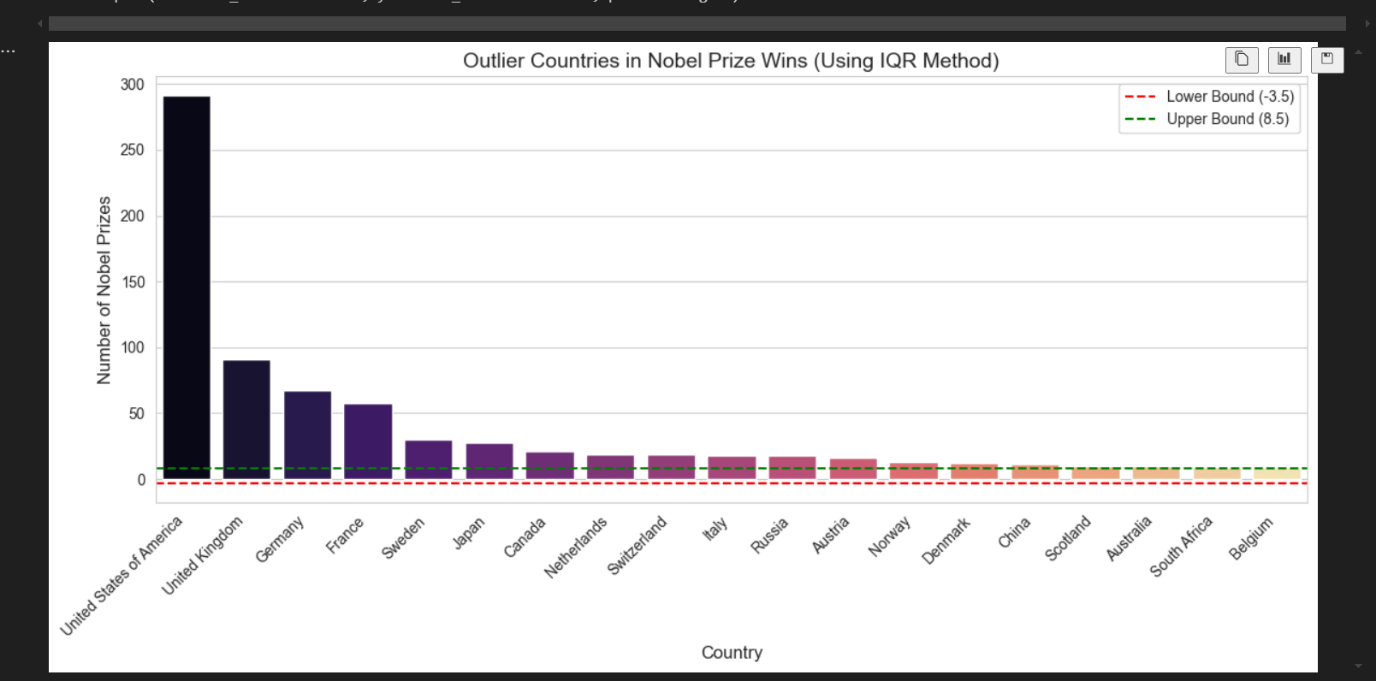 ...
Outlier Countries in Nobel Prize Wins (Using IQR Method)
Lower Bound (-3.5)
Upper Bound (8.5)
Number of Nobel Prizes
300
250
200
150
100
50
0
United States of America
United Kingdom
Germany
France
Sweden
Japan
Canada
Netherlands
Switzerland
Italy
Russia
Austria
Norway
Denmark
China
Scotland
Australia
South Africa
Belgium
Country